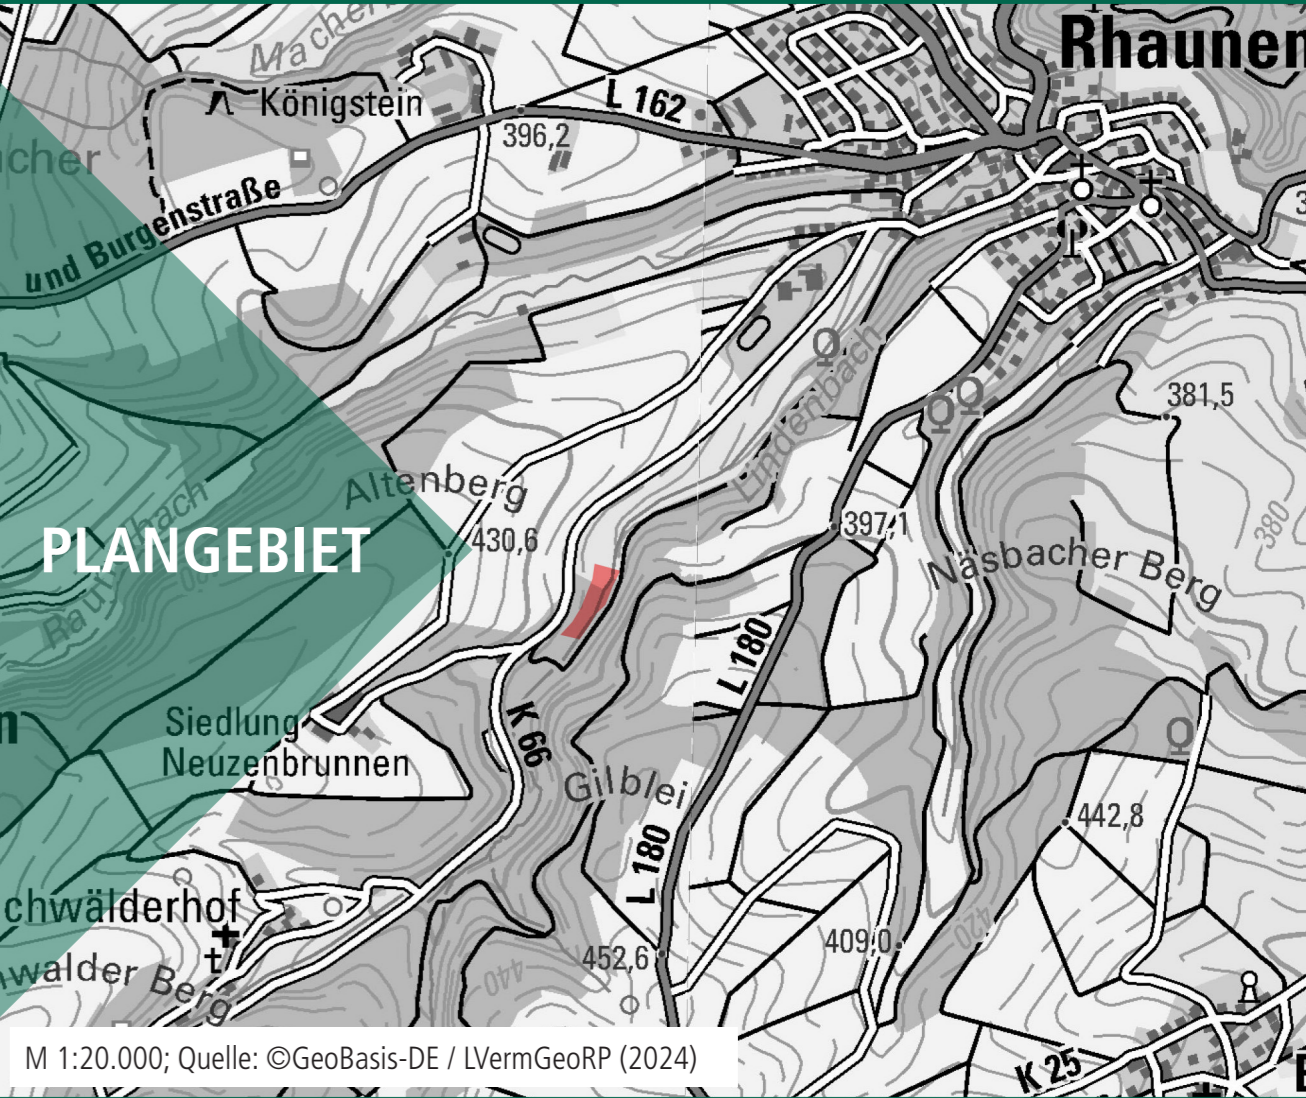 Rhaunen
Königstein
L 162
396,2
und Burgenstraße
381,5
Lindenbach
Altenberg
430,6
397,1
380
PLANGEBIET
Näsbacher Berg
L 180
Siedlung
Neuzenbrunnen
K 66
Gilblei
442,8
L 180
chwälderhof
409,0
420
452,6
440
nwalder Berg
K 25
M 1:20.000; Quelle: ©GeoBasis-DE / LVermGeoRP (2024)